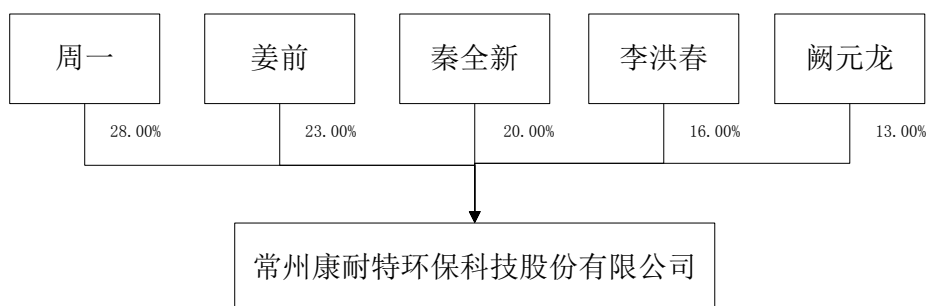 周一 姜前 秦全新 李洪春 阙元龙
28.00% 23.00% 20.00% 16.00% 13.00%
常州康耐特环保科技股份有限公司